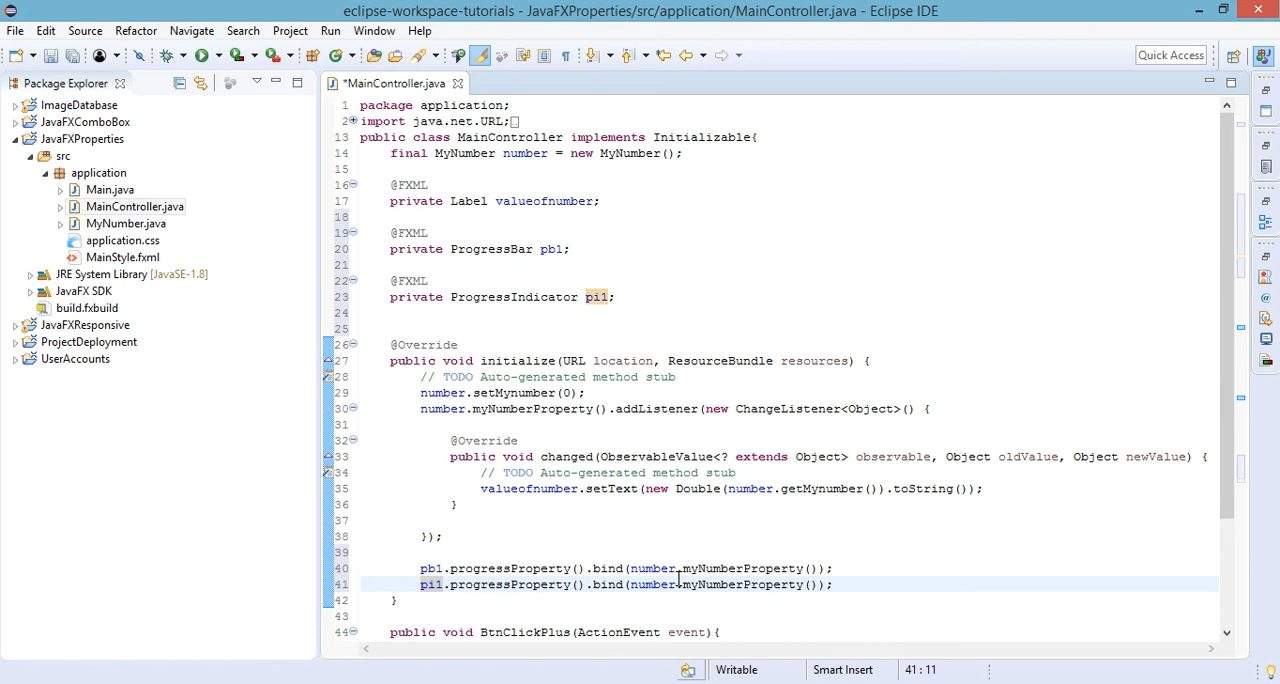 eclipse-workspace-tutorials - JavaFXProperties/src/application/MainController.java - Eclipse IDE
File Edit Source Refactor Navigate Search Project Run Window Help
Quick Access
Package Explorer
*MainController.java
ImageDatabase
JavaFXComboBox
JavaFXProperties
src
application
Main.java
MainController.java
MyNumber.java
application.css
MainStyle.fxml
JRE System Library [JavaSE-1.8]
JavaFX SDK
build.fxbuild
JavaFXResponsive
ProjectDeployment
UserAccounts
1 package application;
2 import java.net.URL;
13 public class MainController implements Initializable{
14 final MyNumber number = new MyNumber();
15
16 @FXML
17 private Label valueofnumber;
18
19 @FXML
20 private ProgressBar pb1;
21
22 @FXML
23 private ProgressIndicator pi1;
24
25
26 @Override
27 public void initialize(URL location, ResourceBundle resources) {
28 // TODO Auto-generated method stub
29 number.setMynumber(0);
30 number.myNumberProperty().addListener(new ChangeListener<Object>() {
31
32 @Override
33 public void changed(ObservableValue<? extends Object> observable, Object oldValue, Object newValue) {
34 // TODO Auto-generated method stub
35 valueofnumber.setText(new Double(number.getMynumber()).toString());
36 }
37
38 });
39
40 pb1.progressProperty().bind(number.myNumberProperty());
41 pi1.progressProperty().bind(number.myNumberProperty());
42 }
43
44 public void BtnClickPlus(ActionEvent event){
Writable Smart Insert 41 : 11